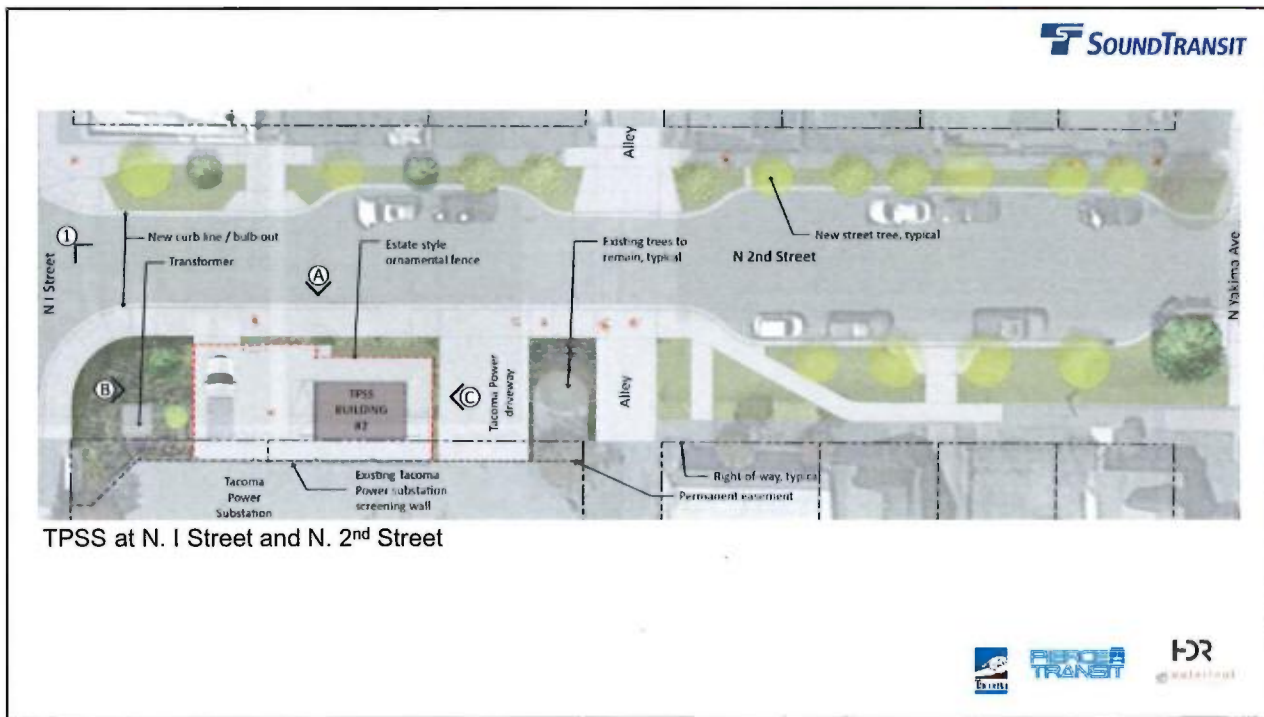 SOUNDTRANSIT
Alley
1
New curb line / bulb-out
Transformer
N I Street
A
Estate style
ornamental fence
Existing trees to
remain, typical
N 2nd Street
New street tree, typical
N Yakima Ave
B
TPSS
BUILDING
#2
C
Tacoma Power
driveway
Alley
Tacoma
Power
Substation
Existing Tacoma
Power substation
screening wall
Right-of-way, typical
Permanent easement
TPSS at N. I Street and N. 2nd Street
Tacoma
PIERCE
TRANSIT
HDR